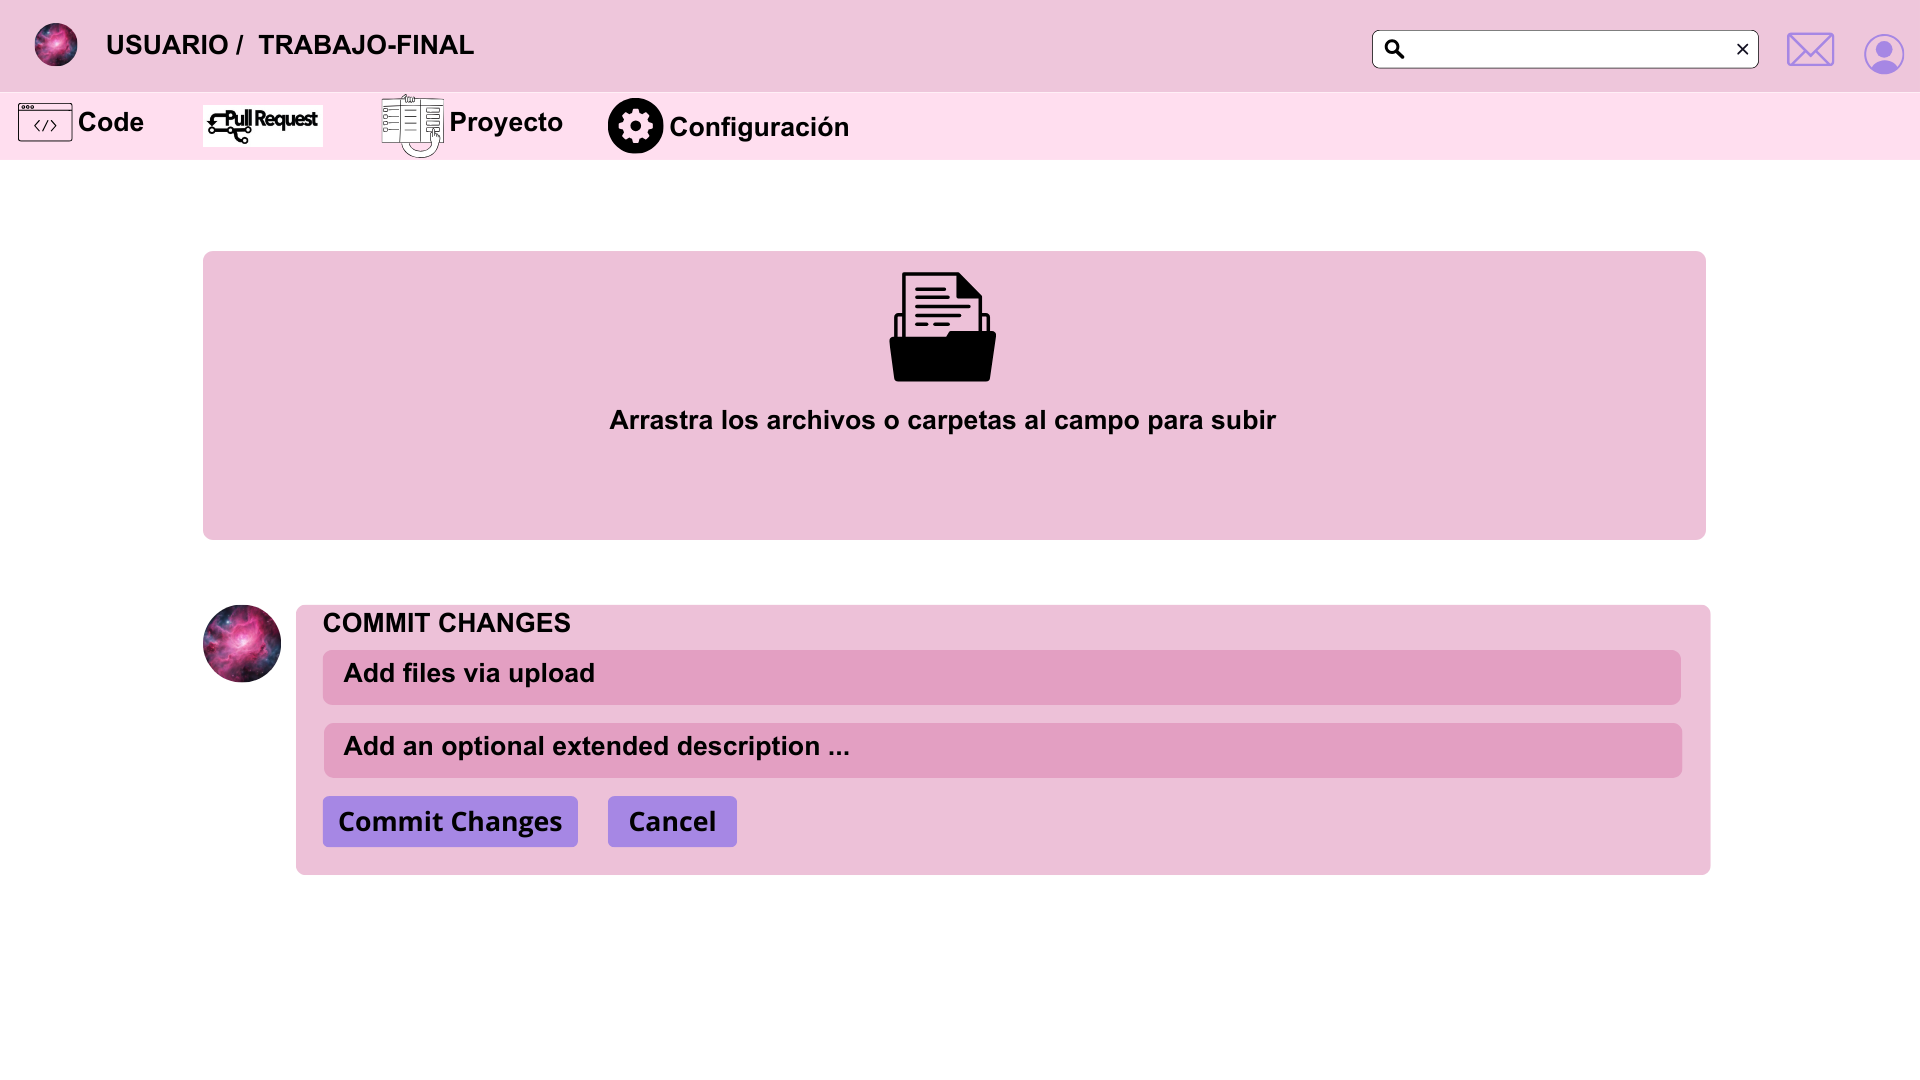 USUARIO / TRABAJO-FINAL
Code
Pull Request
Proyecto
Configuración
Arrastra los archivos o carpetas al campo para subir
COMMIT CHANGES
Add files via upload
Add an optional extended description ...
Commit Changes
Cancel